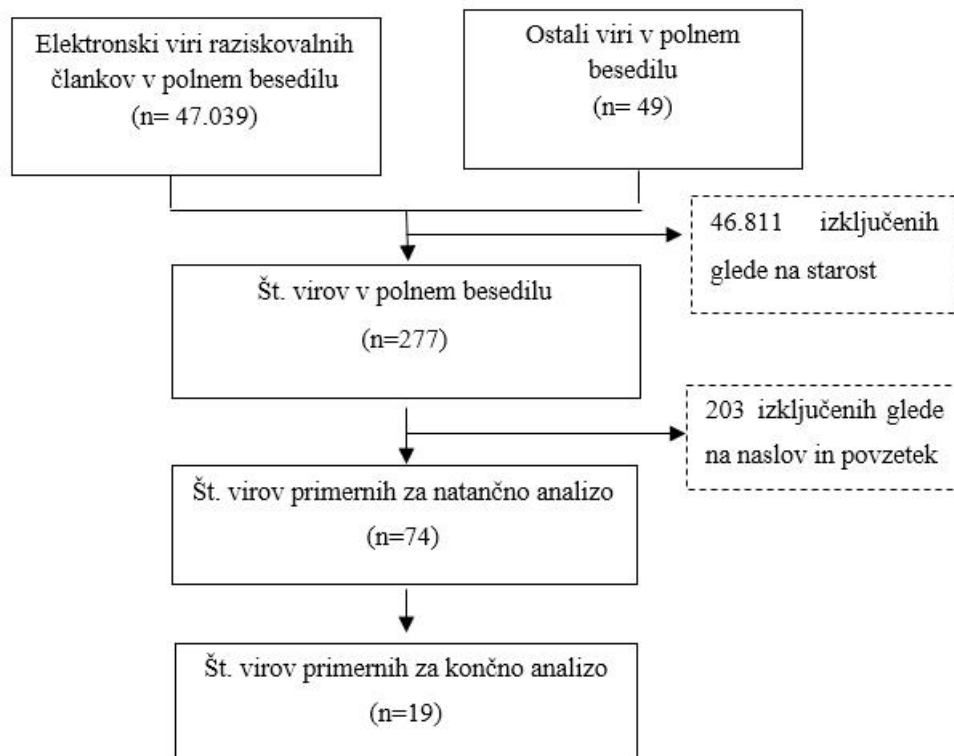 Elektronski viri raziskovalnih
člankov v polnem besedilu
(n= 47.039)
Ostali viri v polnem
besedilu
(n= 49)
46.811 izključenih
glede na starost
Št. virov v polnem besedilu
(n=277)
203 izključenih glede
na naslov in povzetek
Št. virov primernih za natančno analizo
(n=74)
Št. virov primernih za končno analizo
(n=19)